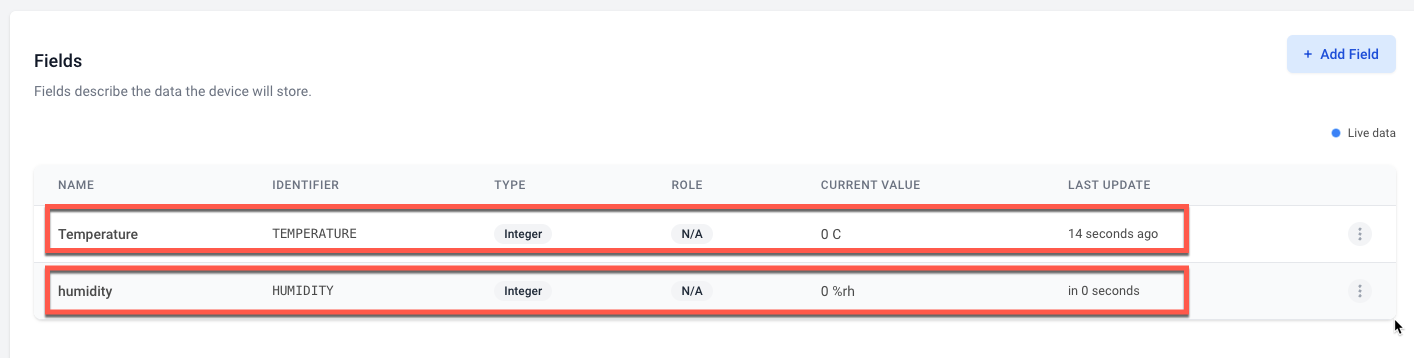 Fields
+ Add Field
Fields describe the data the device will store.
Live data
NAME IDENTIFIER TYPE ROLE CURRENT VALUE LAST UPDATE
Temperature TEMPERATURE Integer N/A 0 C 14 seconds ago
humidity HUMIDITY Integer N/A 0 %rh in 0 seconds